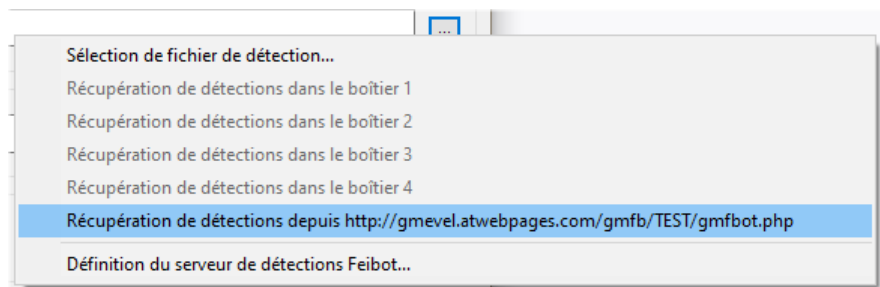 ...
Sélection de fichier de détection...
Récupération de détections dans le boîtier 1
Récupération de détections dans le boîtier 2
Récupération de détections dans le boîtier 3
Récupération de détections dans le boîtier 4
Récupération de détections depuis http://gmevel.atwebpages.com/gmfb/TEST/gmfbot.php
Définition du serveur de détections Feibot...